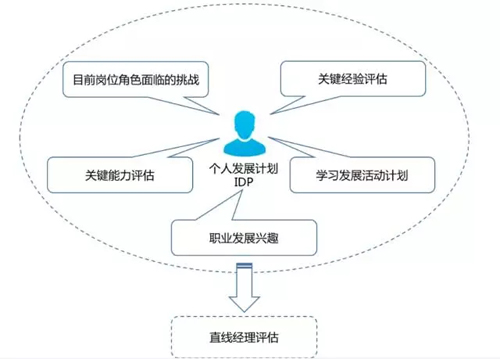 目前岗位角色面临的挑战
关键经验评估
个人发展计划
IDP
关键能力评估
学习发展活动计划
职业发展兴趣
直线经理评估